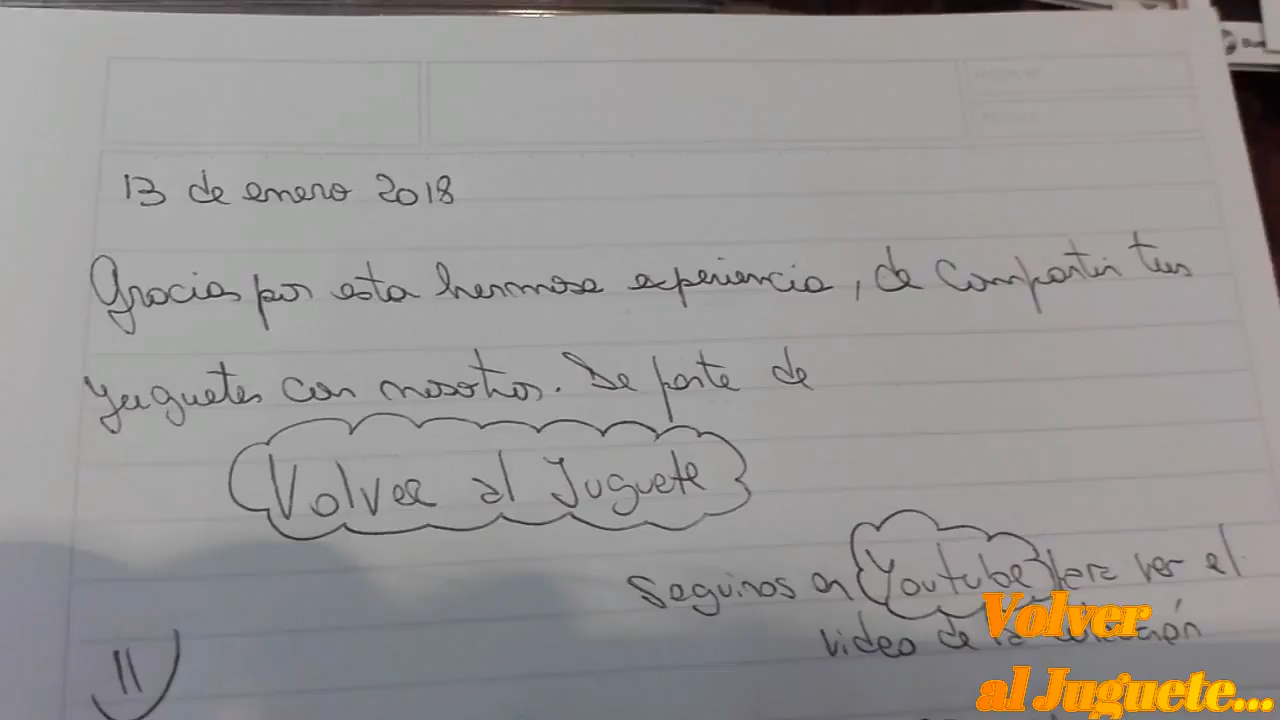 13 de enero 2018
Gracias por esta hermosa experiencia, de compartir tus
juguetes con nosotros. De parte de
Volver al Juguete
Seguinos en Youtube para ver el
video de la colección
Volver
al Juguete...